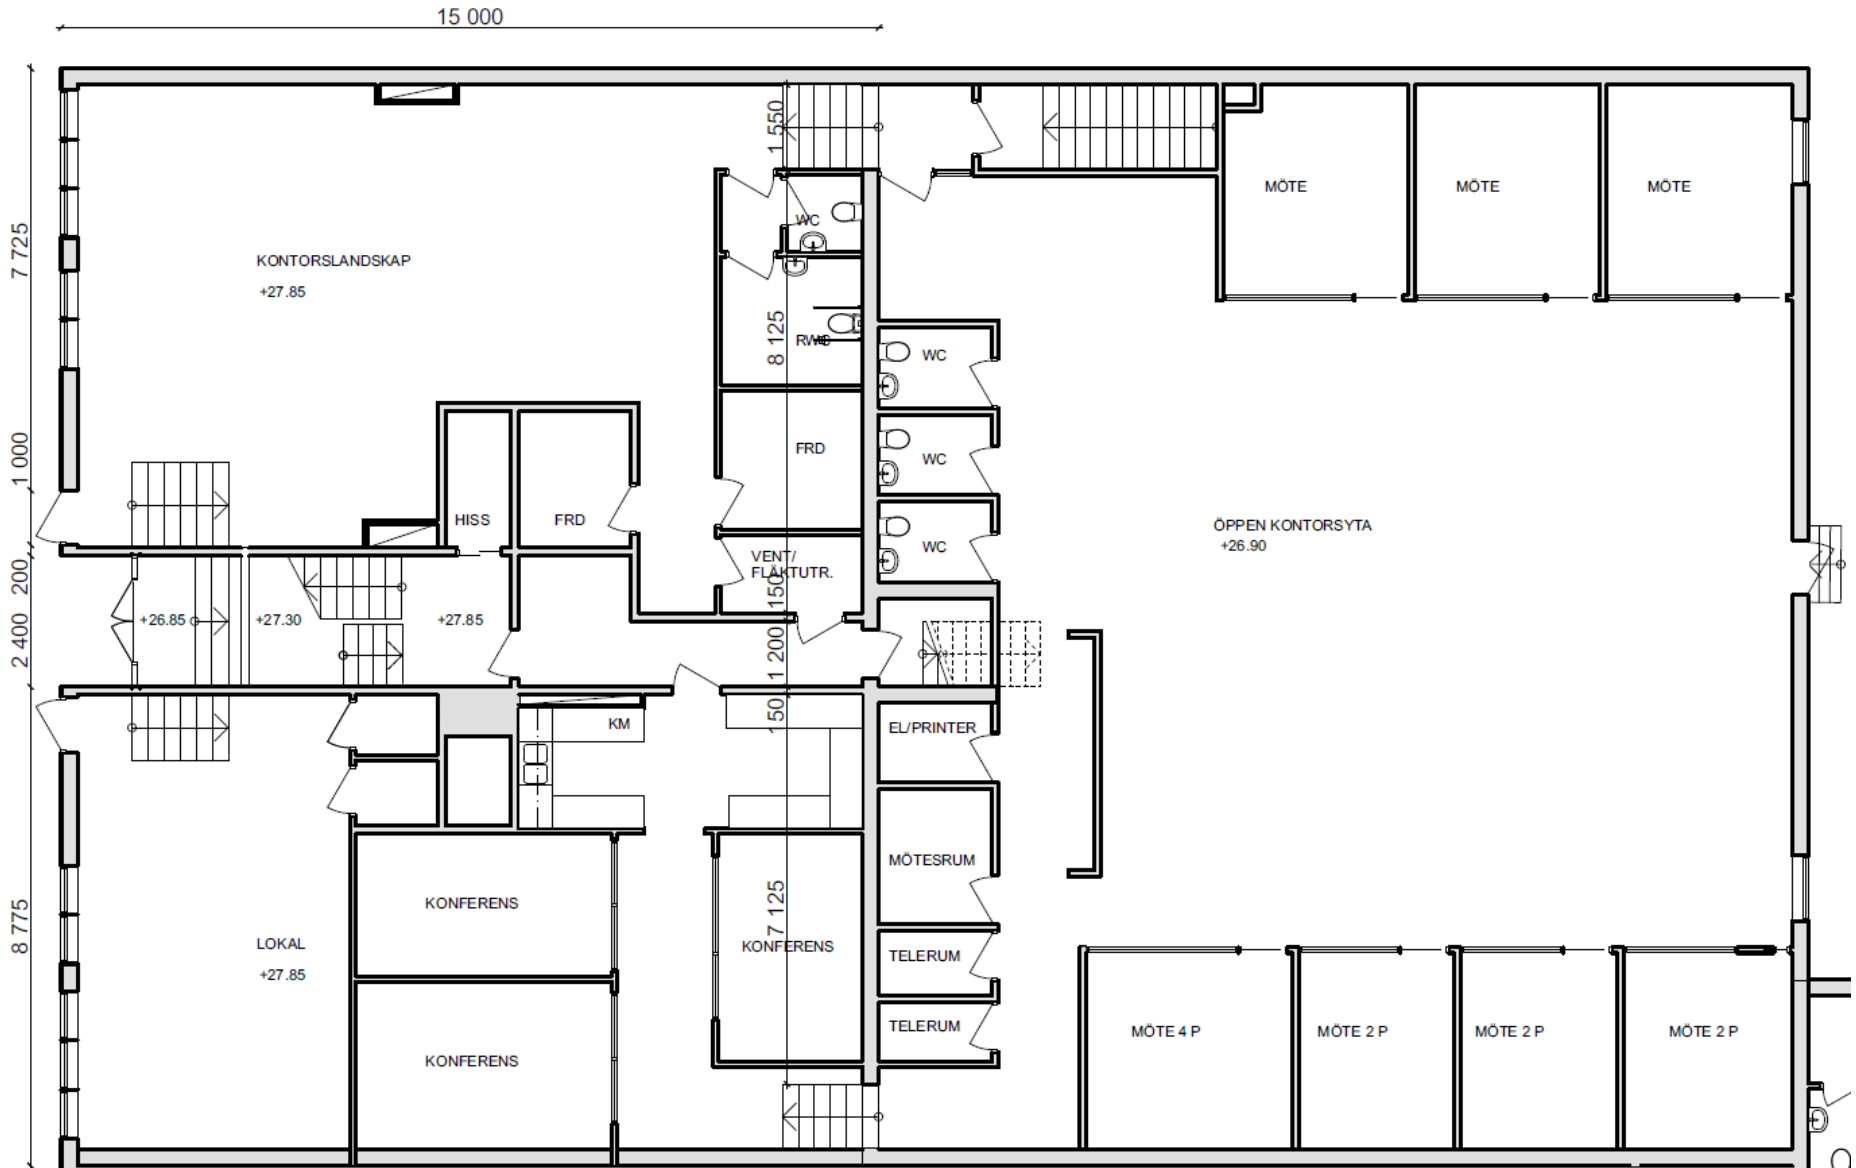 15 000
1 550
MÖTE
MÖTE
MÖTE
WC
7 725
KONTORSLANDSKAP
+27.85
8 125
RWC
WC
1 000
FRD
WC
HISS
FRD
ÖPPEN KONTORSYTA
+26.90
WC
VENT/
FLÄKTUTR.
200
150
+26.85
+27.30
+27.85
2 400
1 200
150
KM
EL/PRINTER
MÖTESRUM
KONFERENS
7 125
8 775
LOKAL
+27.85
KONFERENS
TELERUM
TELERUM
MÖTE 4 P
MÖTE 2 P
MÖTE 2 P
MÖTE 2 P
KONFERENS